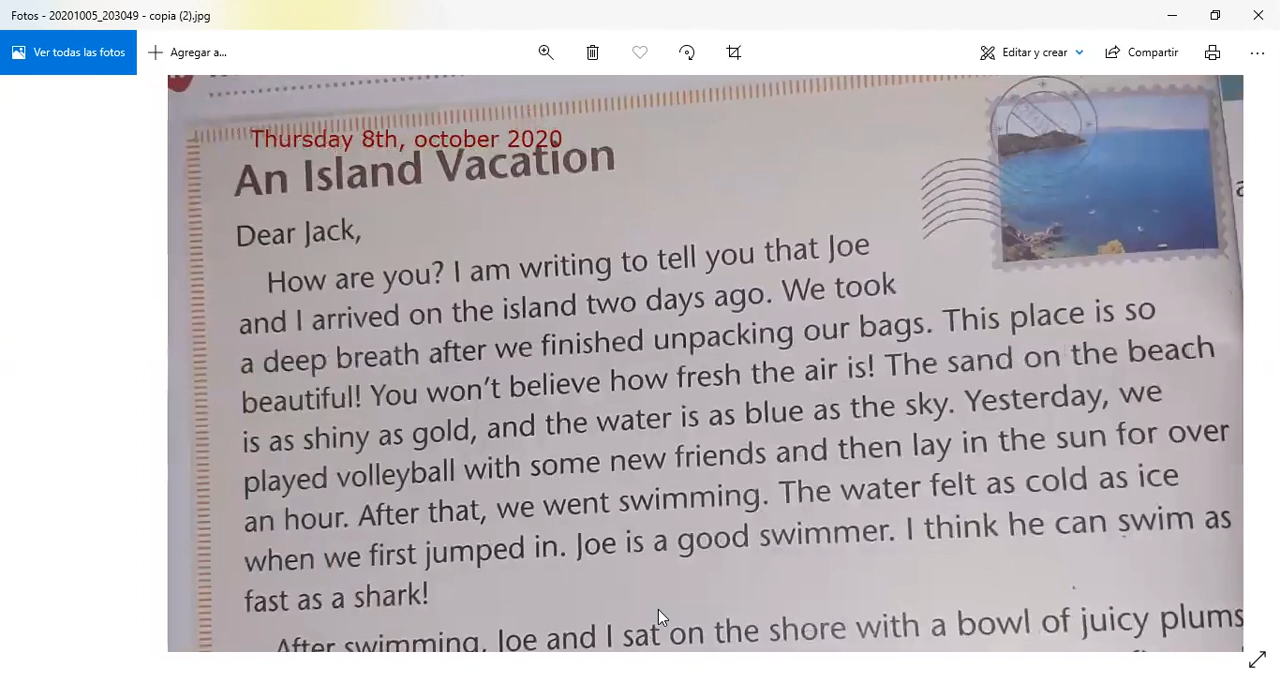 Fotos - 20201005_203049 - copia (2).jpg
Ver todas las fotos
Agregar a...
Editar y crear
Compartir
Thursday 8th, october 2020
An Island Vacation
Dear Jack,
How are you? I am writing to tell you that Joe
and I arrived on the island two days ago. We took
a deep breath after we finished unpacking our bags. This place is so
beautiful! You won't believe how fresh the air is! The sand on the beach
is as shiny as gold, and the water is as blue as the sky. Yesterday, we
played volleyball with some new friends and then lay in the sun for over
an hour. After that, we went swimming. The water felt as cold as ice
when we first jumped in. Joe is a good swimmer. I think he can swim as
fast as a shark!
After swimming, Joe and I sat on the shore with a bowl of juicy plums